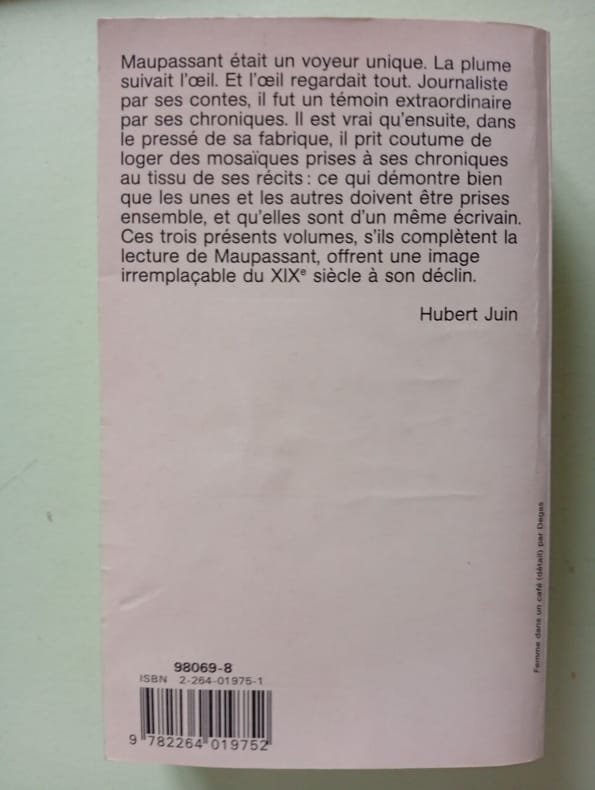 Maupassant était un voyeur unique. La plume
suivait l'œil. Et l'œil regardait tout. Journaliste
par ses contes, il fut un témoin extraordinaire
par ses chroniques. Il est vrai qu'ensuite, dans
le pressé de sa fabrique, il prit coutume de
loger des mosaïques prises à ses chroniques
au tissu de ses récits : ce qui démontre bien
que les unes et les autres doivent être prises
ensemble, et qu'elles sont d'un même écrivain.
Ces trois présents volumes, s'ils complètent la
lecture de Maupassant, offrent une image
irremplaçable du XIXe siècle à son déclin.
Hubert Juin
Femme dans un café (détail) par Degas
98069-8
ISBN 2-264-01975-1
9 782264 019752